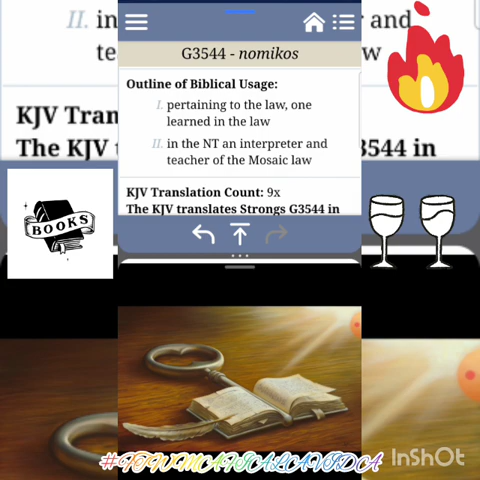 II. in
te
and
w
G3544 - nomikos
Outline of Biblical Usage:
I. pertaining to the law, one
learned in the law
II. in the NT an interpreter and
teacher of the Mosaic law
KJV Tran
The KJV t
3544 in
KJV Translation Count: 9x
The KJV translates Strongs G3544 in
BOOKS
InShOt